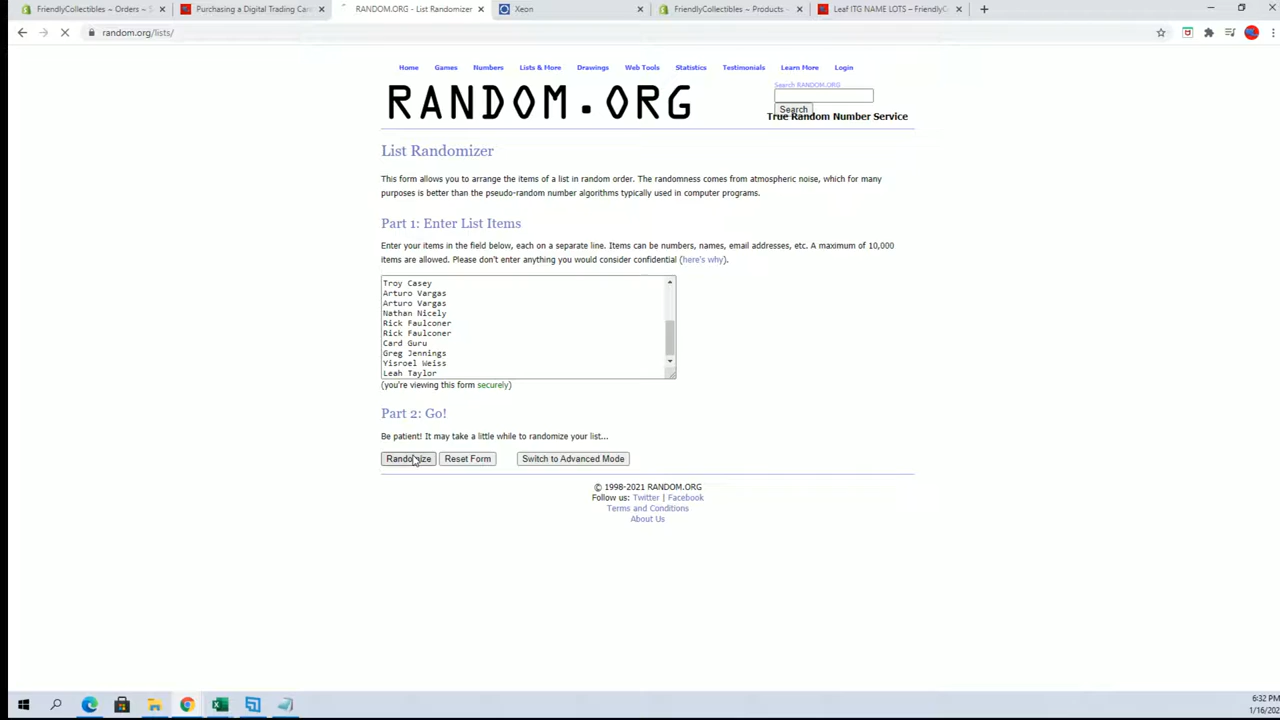 FriendlyCollectibles ~ Orders ~ S
Purchasing a Digital Trading Car
RANDOM.ORG - List Randomizer
Xeon
FriendlyCollectibles ~ Products ~
Leaf ITG NAME LOTS – FriendlyC
random.org/lists/
Home Games Numbers Lists & More Drawings Web Tools Statistics Testimonials Learn More Login
RANDOM.ORG
Search RANDOM.ORG
Search
True Random Number Service
List Randomizer
This form allows you to arrange the items of a list in random order. The randomness comes from atmospheric noise, which for many
purposes is better than the pseudo-random number algorithms typically used in computer programs.
Part 1: Enter List Items
Enter your items in the field below, each on a separate line. Items can be numbers, names, email addresses, etc. A maximum of 10,000
items are allowed. Please don't enter anything you would consider confidential (here's why).
Troy Casey
Arturo Vargas
Arturo Vargas
Nathan Nicely
Rick Faulconer
Rick Faulconer
Card Guru
Greg Jennings
Yisroel Weiss
Leah Taylor
(you're viewing this form securely)
Part 2: Go!
Be patient! It may take a little while to randomize your list...
Randomize Reset Form Switch to Advanced Mode
© 1998-2021 RANDOM.ORG
Follow us: Twitter | Facebook
Terms and Conditions
About Us
6:32 PM
1/16/202